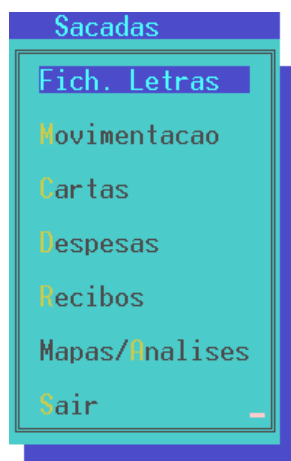 Sacadas
Fich. Letras
Movimentacao
Cartas
Despesas
Recibos
Mapas/Analises
Sair